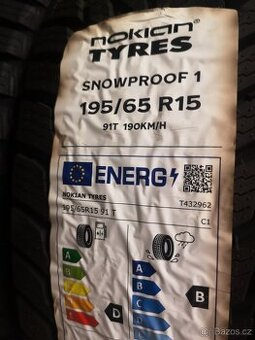 nokian
TYRES
SNOWPROOF 1
195/65 R15
91T 190KM/H
ENERG
NOKIAN TYRES
T432962
195/65R15 91 T
C1
A
B
C
D
E
D
A
B
C
D
B
bazos.cz